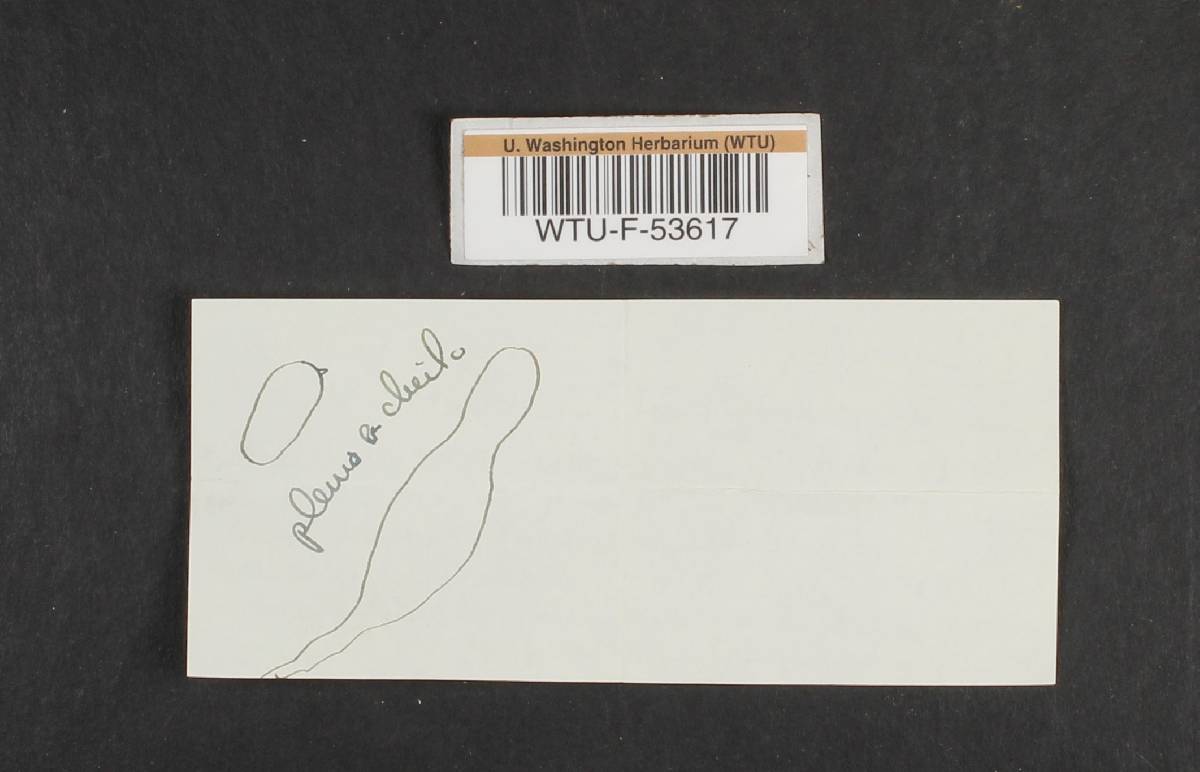 U. Washington Herbarium (WTU)
WTU-F-53617
pleuro & cheilo